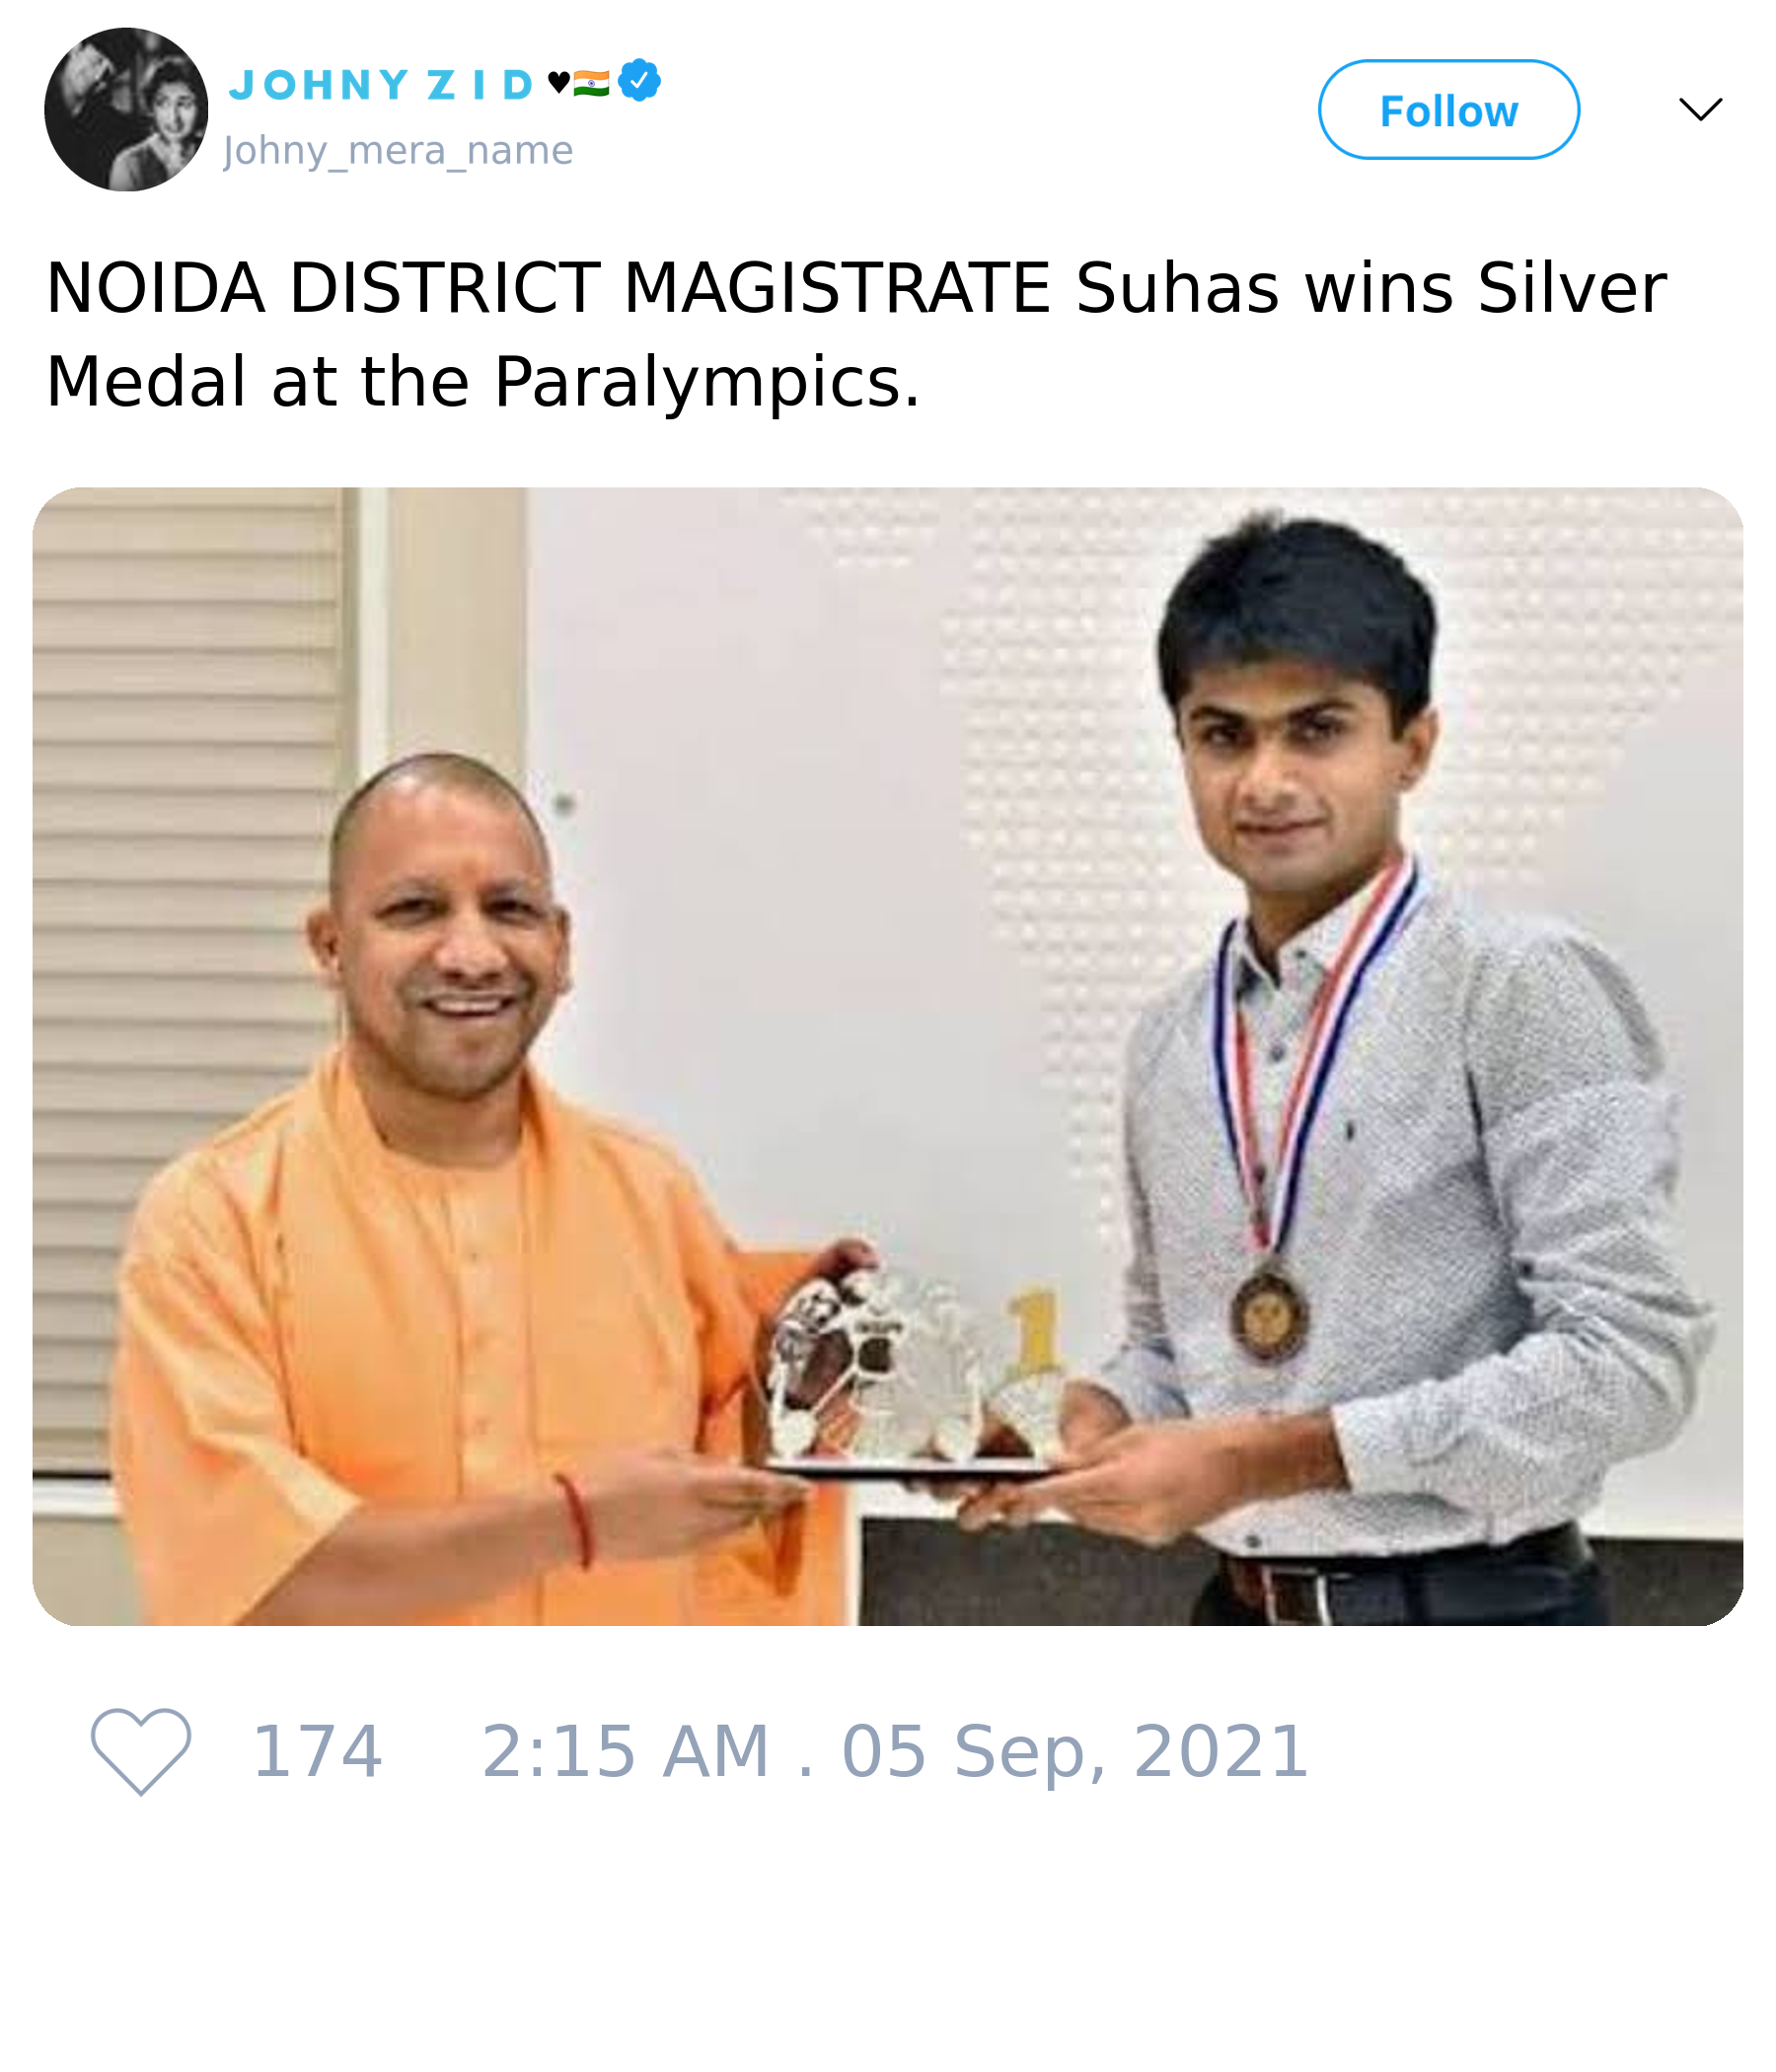 JOHNY Z I D ♥🇮🇳
Johny_mera_name
Follow
NOIDA DISTRICT MAGISTRATE Suhas wins Silver
Medal at the Paralympics.
1
174 2:15 AM . 05 Sep, 2021